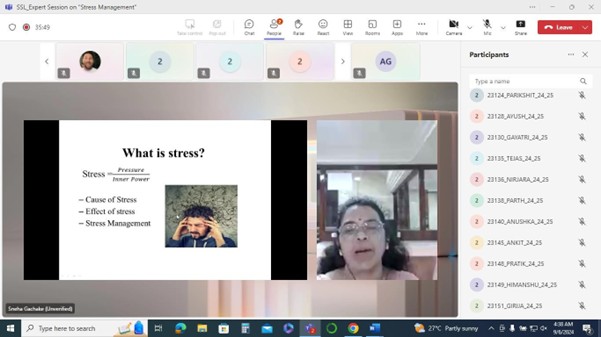 SSL_Expert Session on "Stress Management"
35:49
Take control
Pop out
Chat
People
Raise
React
View
Rooms
Apps
More
Camera
Mic
Share
Leave
2
2
2
AG
Participants
Type a name
2 23124_PARIKSHIT_24_25
2 23128_AYUSH_24_25
2 23130_GAYATRI_24_25
2 23135_TEJAS_24_25
2 23136_NIRJARA_24_25
2 23138_PARTH_24_25
2 23140_ANUSHKA_24_25
2 23145_ANKIT_24_25
2 23148_PRATIK_24_25
2 23149_HIMANSHU_24_25
2 23151_GIRIJA_24_25
What is stress?
Stress = Pressure / Inner Power
– Cause of Stress
– Effect of stress
– Stress Management
Sneha Gachake (Unverified)
Type here to search
27°C Partly sunny
4:38 AM
9/6/2024